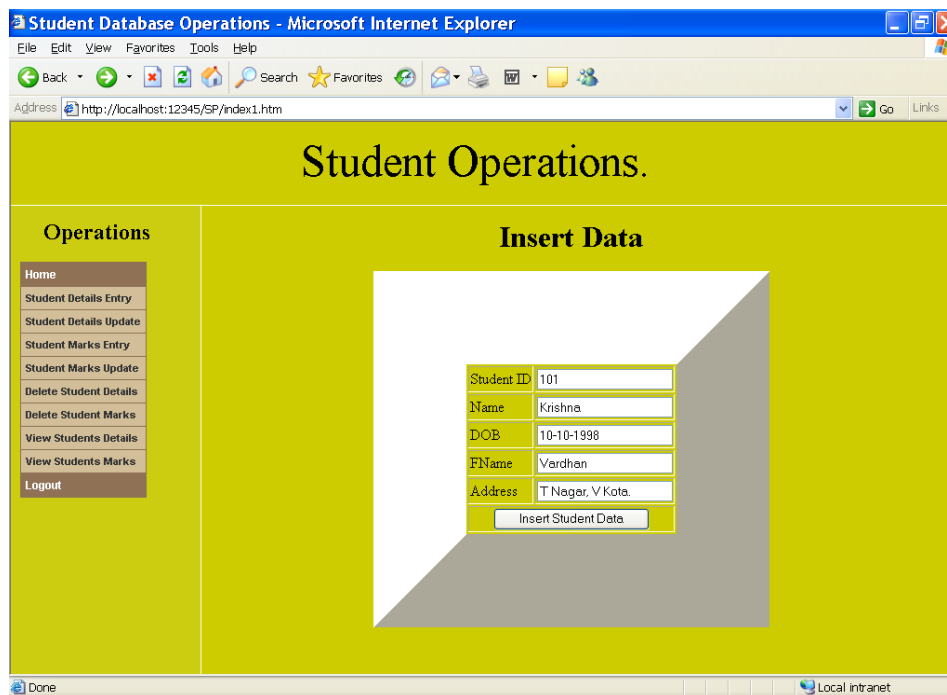 Student Database Operations - Microsoft Internet Explorer
File Edit View Favorites Tools Help
Back Search Favorites
Address http://localhost:12345/SP/index1.htm Go Links
Student Operations.
Operations
Home
Student Details Entry
Student Details Update
Student Marks Entry
Student Marks Update
Delete Student Details
Delete Student Marks
View Students Details
View Students Marks
Logout
Insert Data
Student ID 101
Name Krishna
DOB 10-10-1998
FName Vardhan
Address T Nagar, V Kota.
Insert Student Data
Done Local intranet